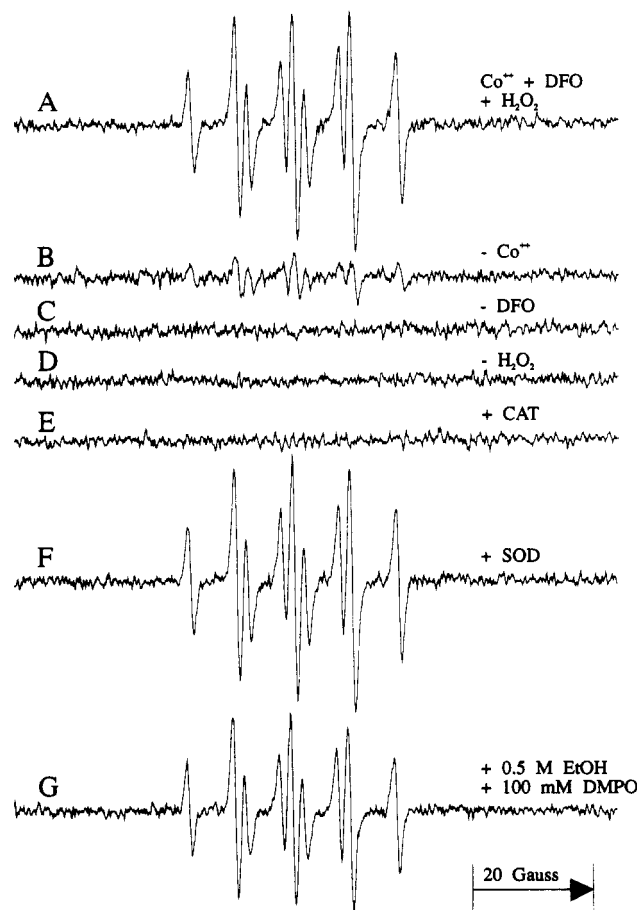 A
Co⁺⁺ + DFO
+ H₂O₂
B
- Co⁺⁺
C
- DFO
D
- H₂O₂
E
+ CAT
F
+ SOD
G
+ 0.5 M EtOH
+ 100 mM DMPO
20 Gauss